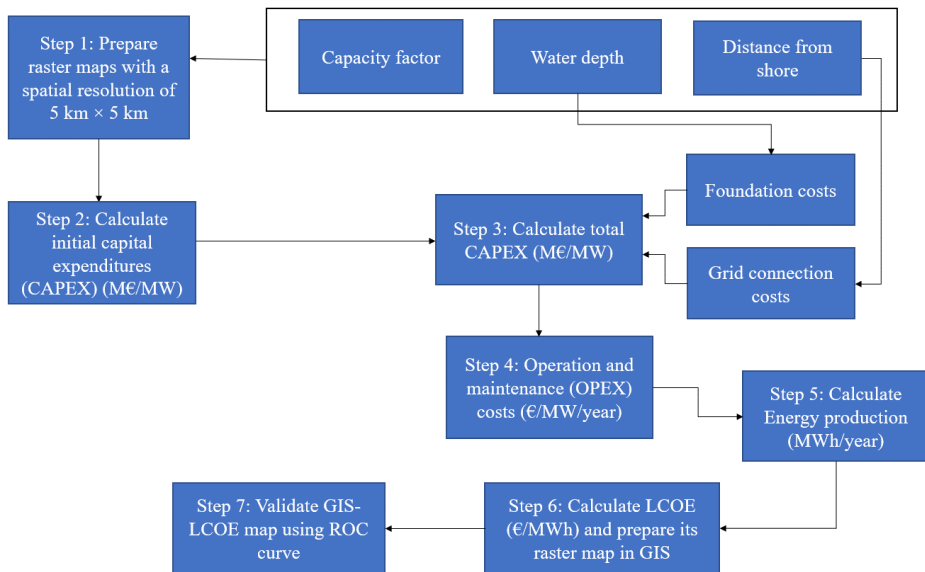 Step 1: Prepare
raster maps with a
spatial resolution of
5 km × 5 km
Capacity factor
Water depth
Distance from
shore
Foundation costs
Step 2: Calculate
initial capital
expenditures
(CAPEX) (M€/MW)
Step 3: Calculate total
CAPEX (M€/MW)
Grid connection
costs
Step 4: Operation and
maintenance (OPEX)
costs (€/MW/year)
Step 5: Calculate
Energy production
(MWh/year)
Step 7: Validate GIS-
LCOE map using ROC
curve
Step 6: Calculate LCOE
(€/MWh) and prepare its
raster map in GIS